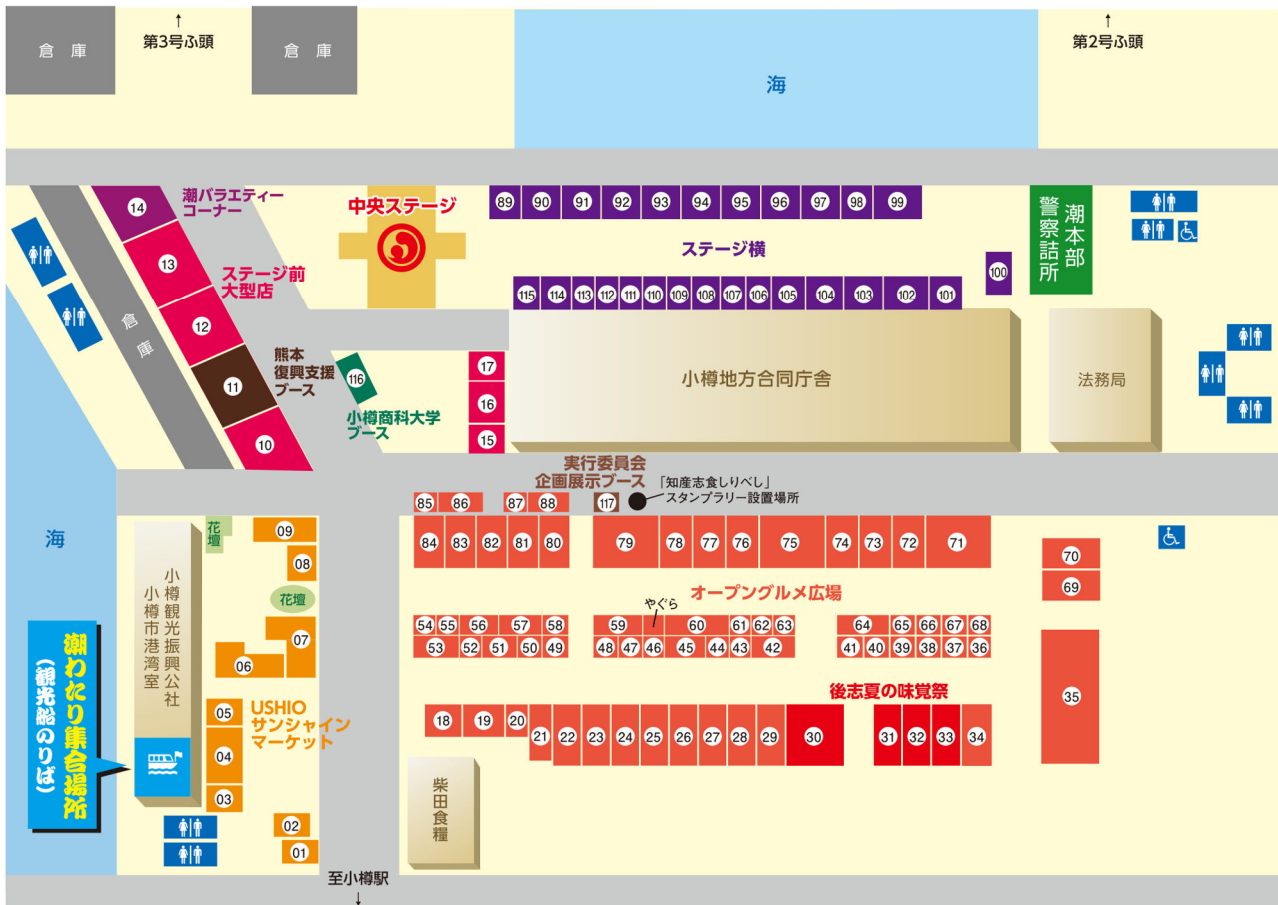 ↑
第3号ふ頭
↑
第2号ふ頭
倉庫
倉庫
海
14
潮バラエティー
コーナー
13
ステージ前
大型店
12
倉庫
11
熊本
復興支援
ブース
10
中央ステージ
89 90 91 92 93 94 95 96 97 98 99
ステージ横
100
潮本部
警察詰所
115 114 113 112 111 110 109 108 107 106 105 104 103 102 101
116
小樽商科大学
ブース
17
16
15
小樽地方合同庁舎
法務局
実行委員会
企画展示ブース
「知産志食しりべし」
スタンプラリー設置場所
85 86 87 88 117
84 83 82 81 80 79 78 77 76 75 74 73 72 71
70
69
オープングルメ広場
やぐら
54 55 56 57 58 59 60 61 62 63 64 65 66 67 68
53 52 51 50 49 48 47 46 45 44 43 42 41 40 39 38 37 36
35
後志夏の味覚祭
18 19 20 21 22 23 24 25 26 27 28 29 30 31 32 33 34
柴田食糧
海
花壇
09
08
花壇
07
06
小樽観光振興公社
小樽市港湾室
潮わたり集合場所
(観光船のりば)
05
USHIO
サンシャイン
マーケット
04
03
02
01
至小樽駅
↓